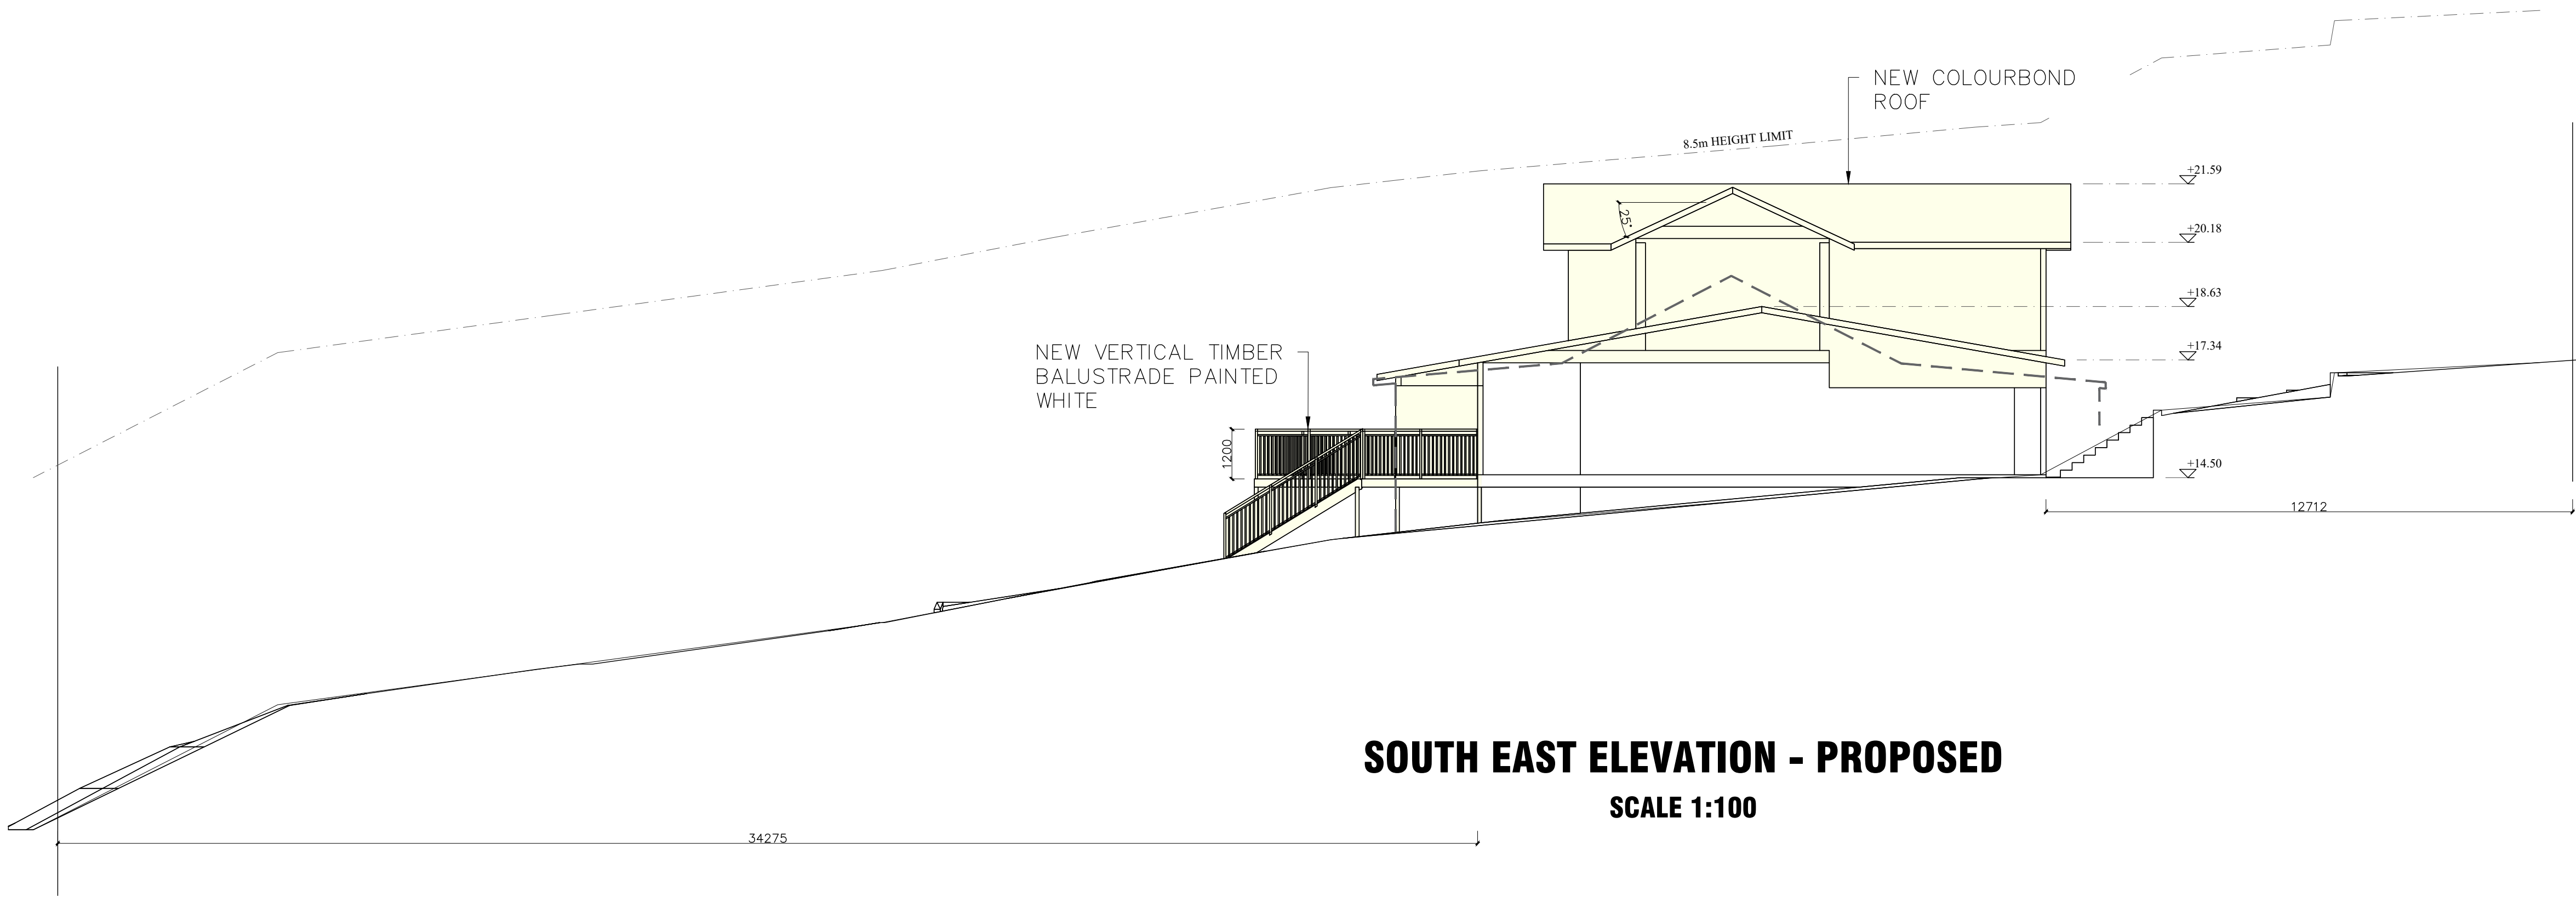 NEW COLOURBOND
ROOF
8.5m HEIGHT LIMIT
+21.59
25°
+20.18
+18.63
+17.34
NEW VERTICAL TIMBER
BALUSTRADE PAINTED
WHITE
1200
+14.50
12712
SOUTH EAST ELEVATION - PROPOSED
SCALE 1:100
34275